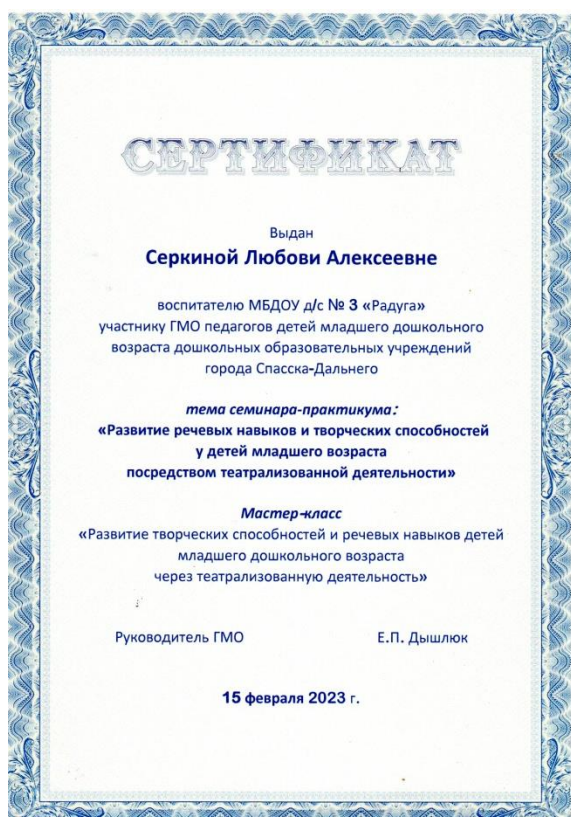 СЕРТИФИКАТ
Выдан
Серкиной Любови Алексеевне
воспитателю МБДОУ д/с № 3 «Радуга»
участнику ГМО педагогов детей младшего дошкольного
возраста дошкольных образовательных учреждений
города Спасска-Дальнего
тема семинара-практикума:
«Развитие речевых навыков и творческих способностей
у детей младшего возраста
посредством театрализованной деятельности»
Мастер-класс
«Развитие творческих способностей и речевых навыков детей
младшего дошкольного возраста
через театрализованную деятельность»
Руководитель ГМО Е.П. Дышлюк
15 февраля 2023 г.